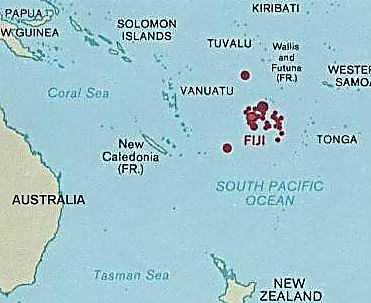 KIRIBATI
PAPUA
W GUINEA
SOLOMON
ISLANDS
TUVALU
Wallis
and
Futuna
(FR.)
WESTER
SAMOA
Coral Sea
VANUATU
New
Caledonia
(FR.)
FIJI
TONGA
AUSTRALIA
SOUTH PACIFIC
OCEAN
Tasman Sea
NEW
ZEALAND